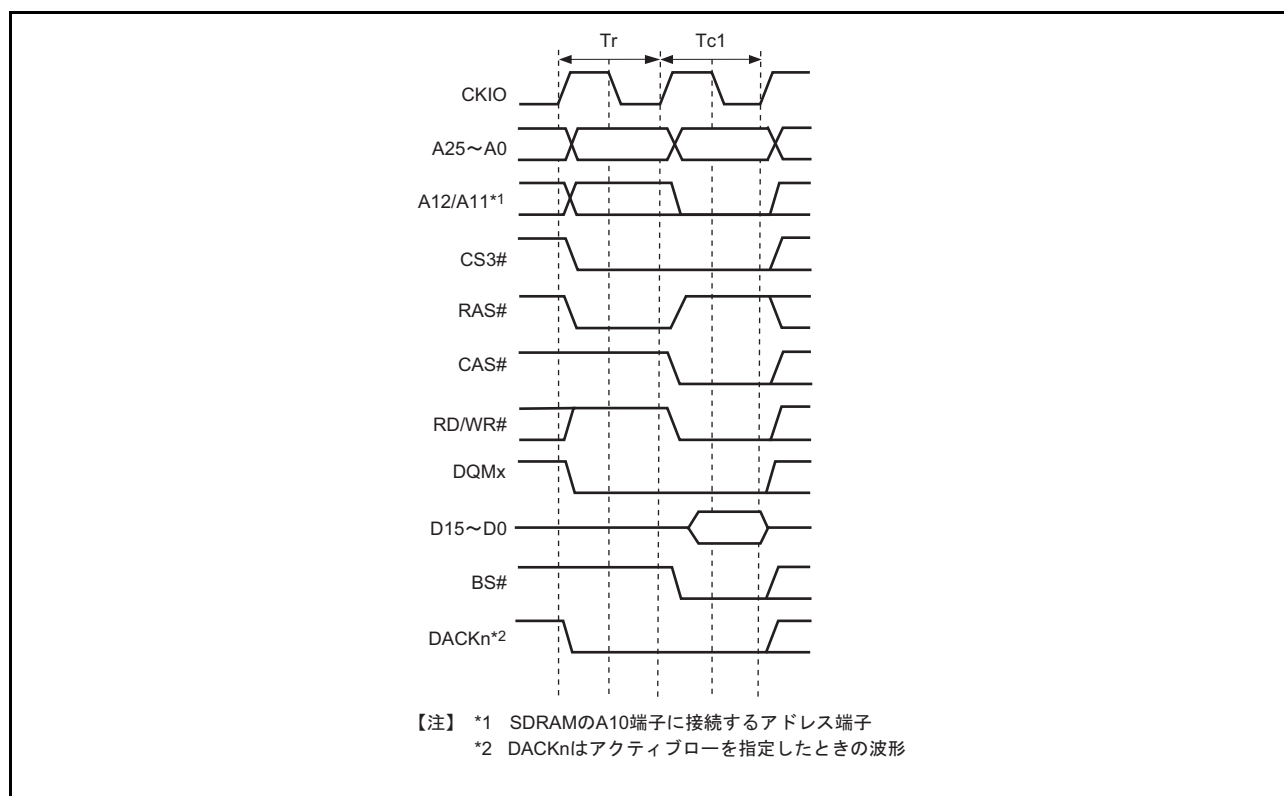 Tr Tc1
CKIO
A25～A0
A12/A11*1
CS3#
RAS#
CAS#
RD/WR#
DQMx
D15～D0
BS#
DACKn*2
【注】 *1 SDRAMのA10端子に接続するアドレス端子
*2 DACKnはアクティブローを指定したときの波形